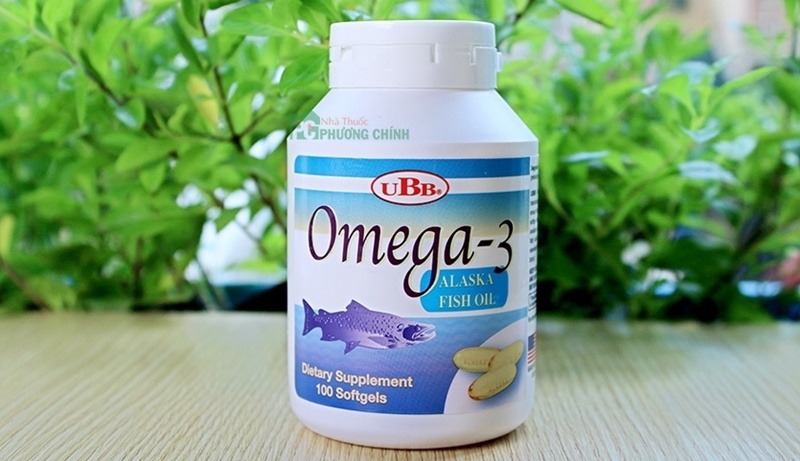 Nhà Thuốc
PHƯƠNG CHÍNH
UBB®
Omega-3
ALASKA
FISH OIL
Dietary Supplement
100 Softgels